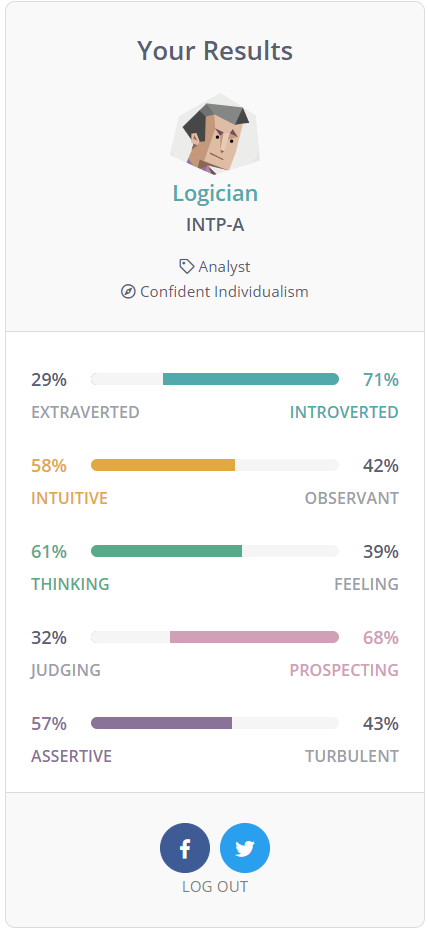 Your Results
Logician
INTP-A
Analyst
Confident Individualism
29% 71%
EXTRAVERTED INTROVERTED
58% 42%
INTUITIVE OBSERVANT
61% 39%
THINKING FEELING
32% 68%
JUDGING PROSPECTING
57% 43%
ASSERTIVE TURBULENT
LOG OUT